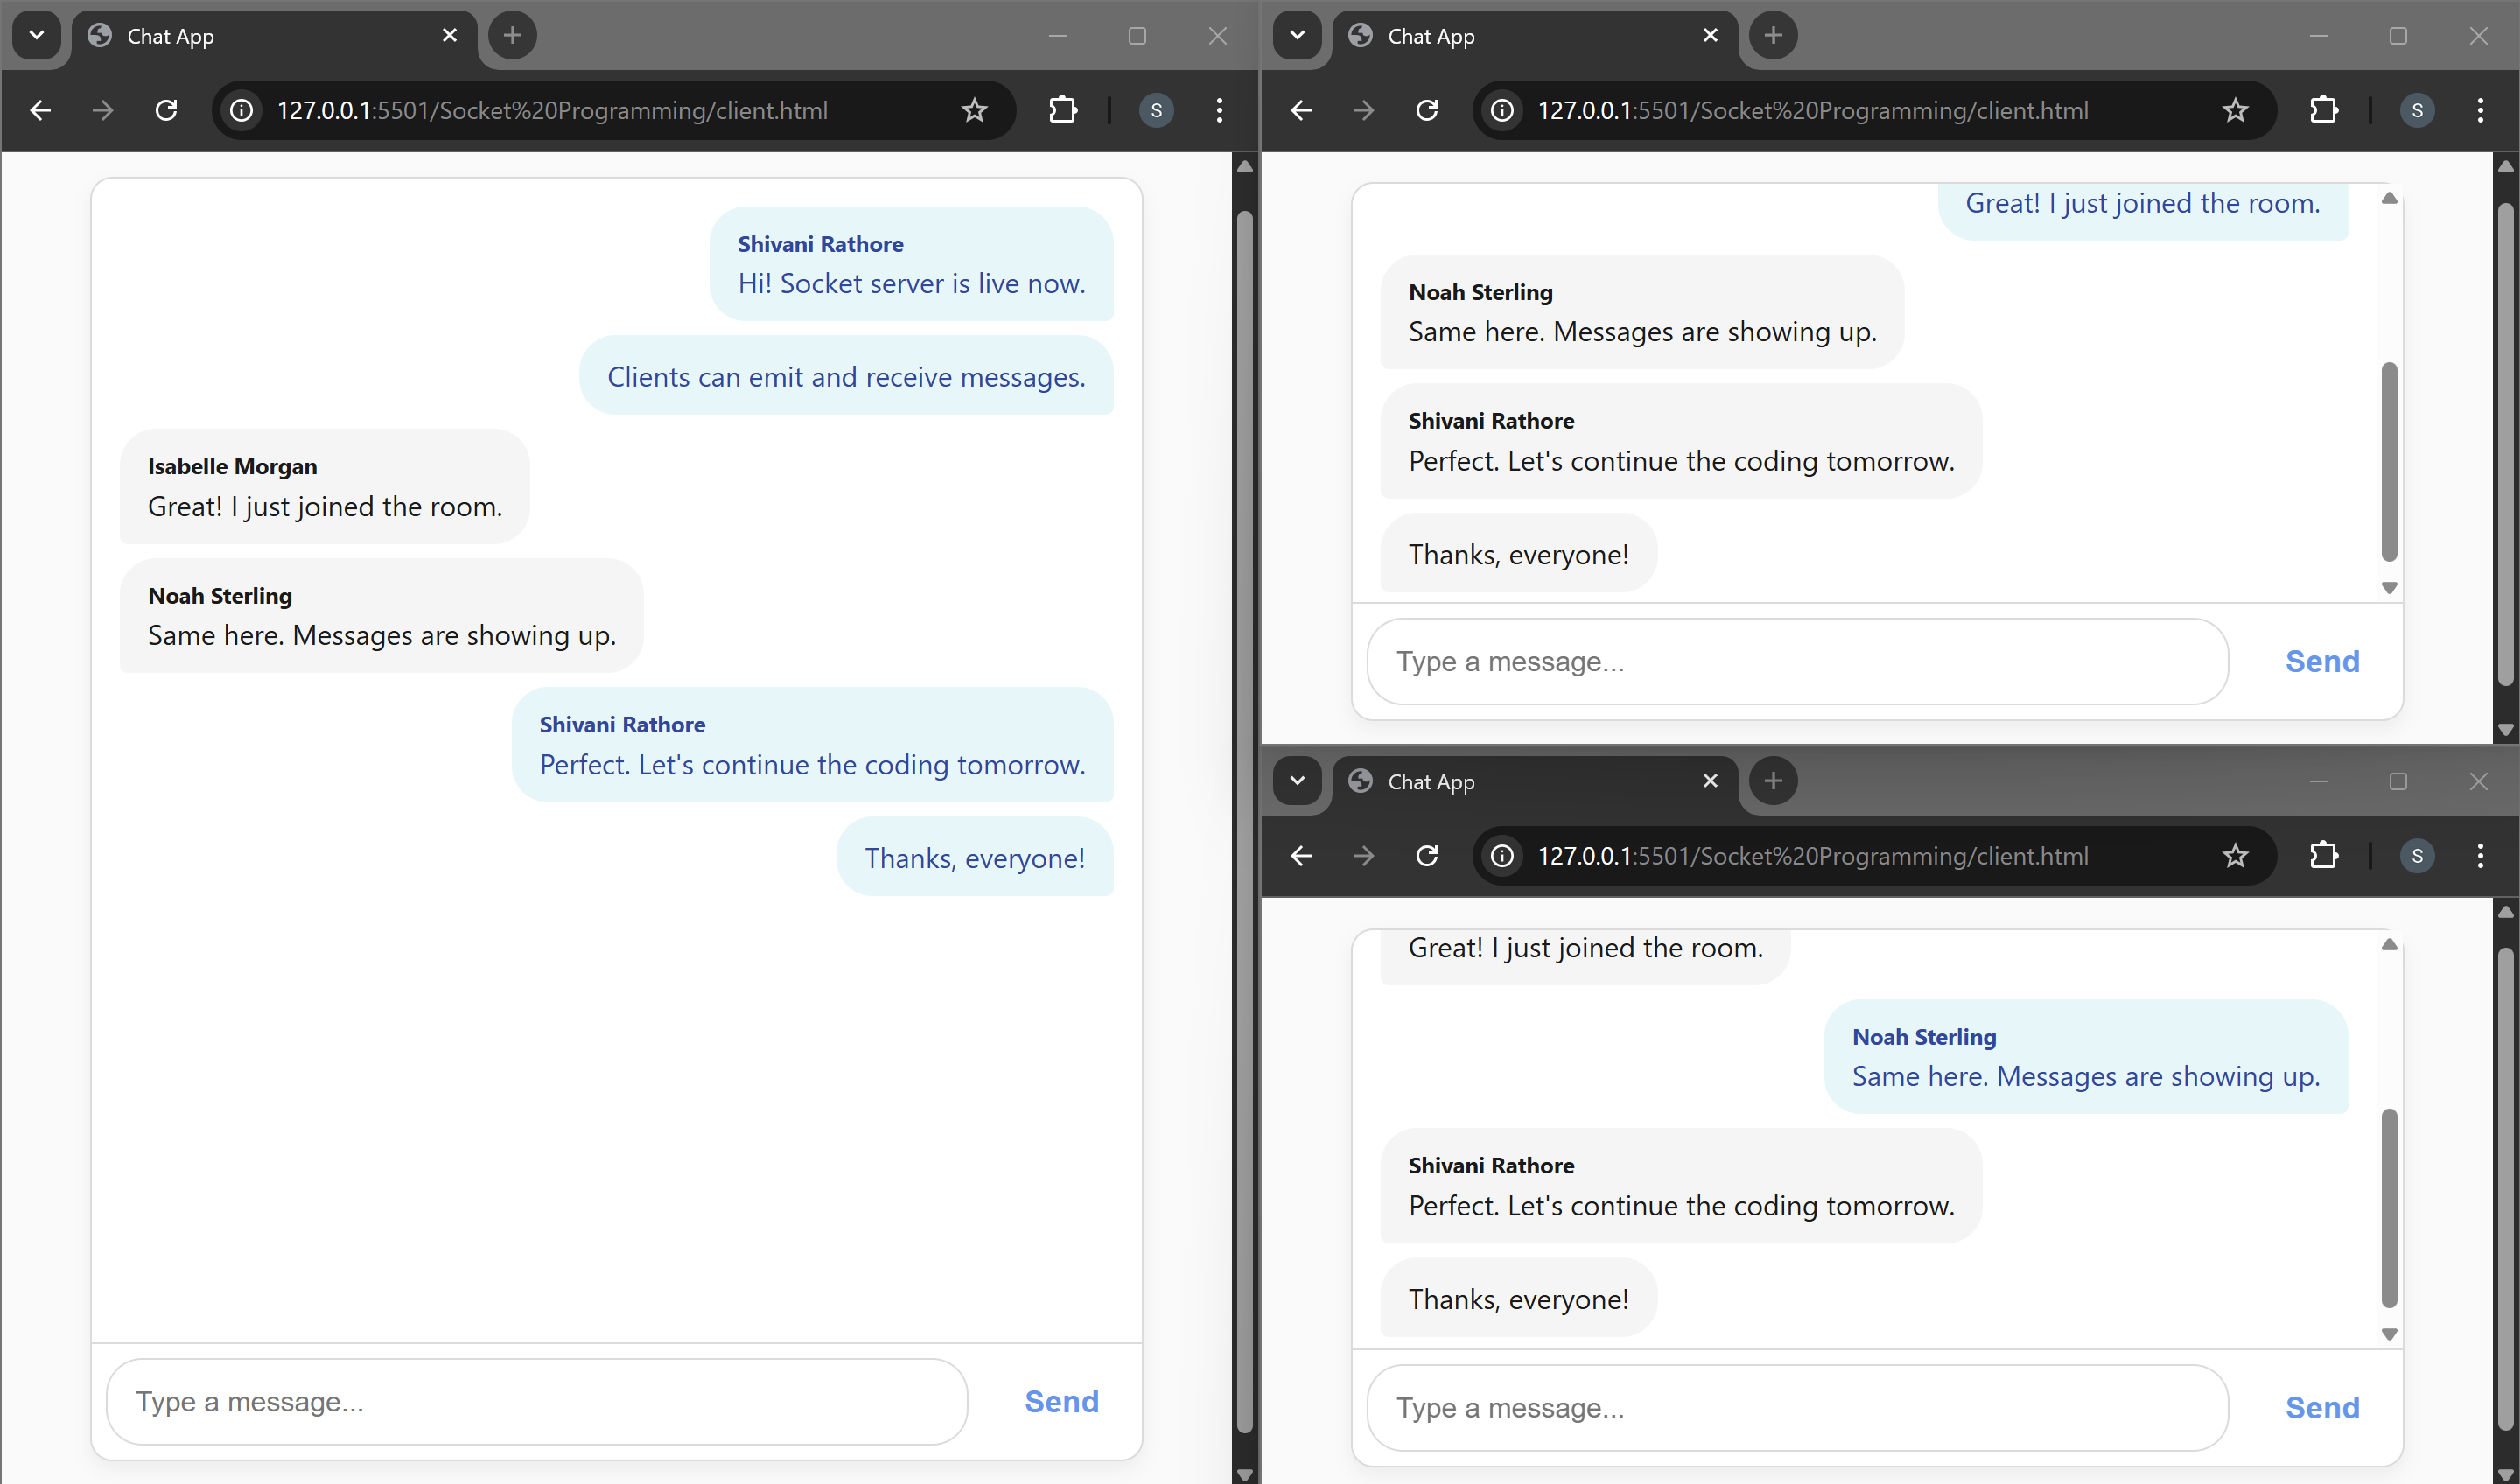 Chat App
127.0.0.1:5501/Socket%20Programming/client.html
S
Shivani Rathore
Hi! Socket server is live now.
Clients can emit and receive messages.
Isabelle Morgan
Great! I just joined the room.
Noah Sterling
Same here. Messages are showing up.
Shivani Rathore
Perfect. Let's continue the coding tomorrow.
Thanks, everyone!
Type a message...
Send
Chat App
127.0.0.1:5501/Socket%20Programming/client.html
S
Great! I just joined the room.
Noah Sterling
Same here. Messages are showing up.
Shivani Rathore
Perfect. Let's continue the coding tomorrow.
Thanks, everyone!
Type a message...
Send
Chat App
127.0.0.1:5501/Socket%20Programming/client.html
S
Great! I just joined the room.
Noah Sterling
Same here. Messages are showing up.
Shivani Rathore
Perfect. Let's continue the coding tomorrow.
Thanks, everyone!
Type a message...
Send